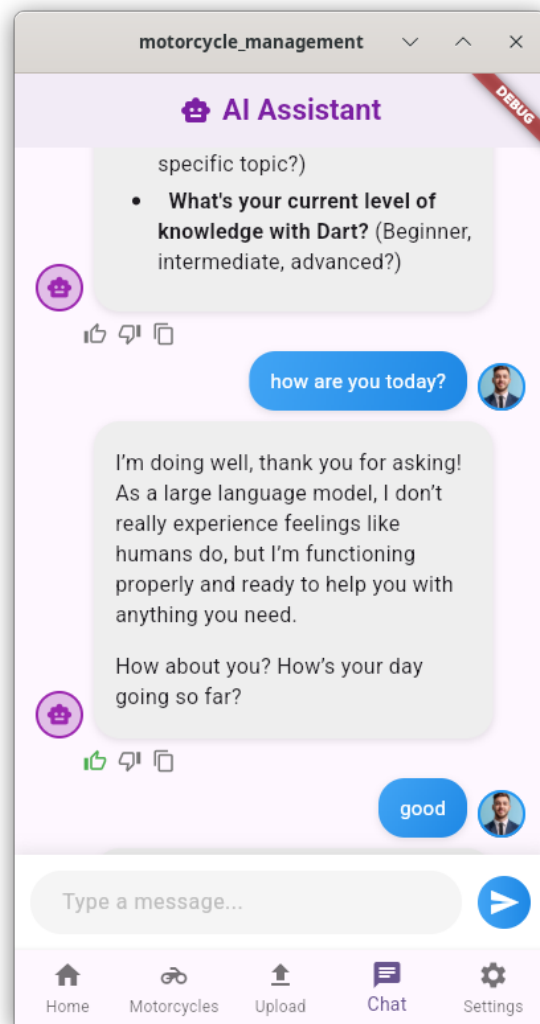 motorcycle_management
DEBUG
AI Assistant
specific topic?)
• What's your current level of
knowledge with Dart? (Beginner,
intermediate, advanced?)
how are you today?
I’m doing well, thank you for asking!
As a large language model, I don’t
really experience feelings like
humans do, but I’m functioning
properly and ready to help you with
anything you need.
How about you? How’s your day
going so far?
good
Type a message...
Home
Motorcycles
Upload
Chat
Settings